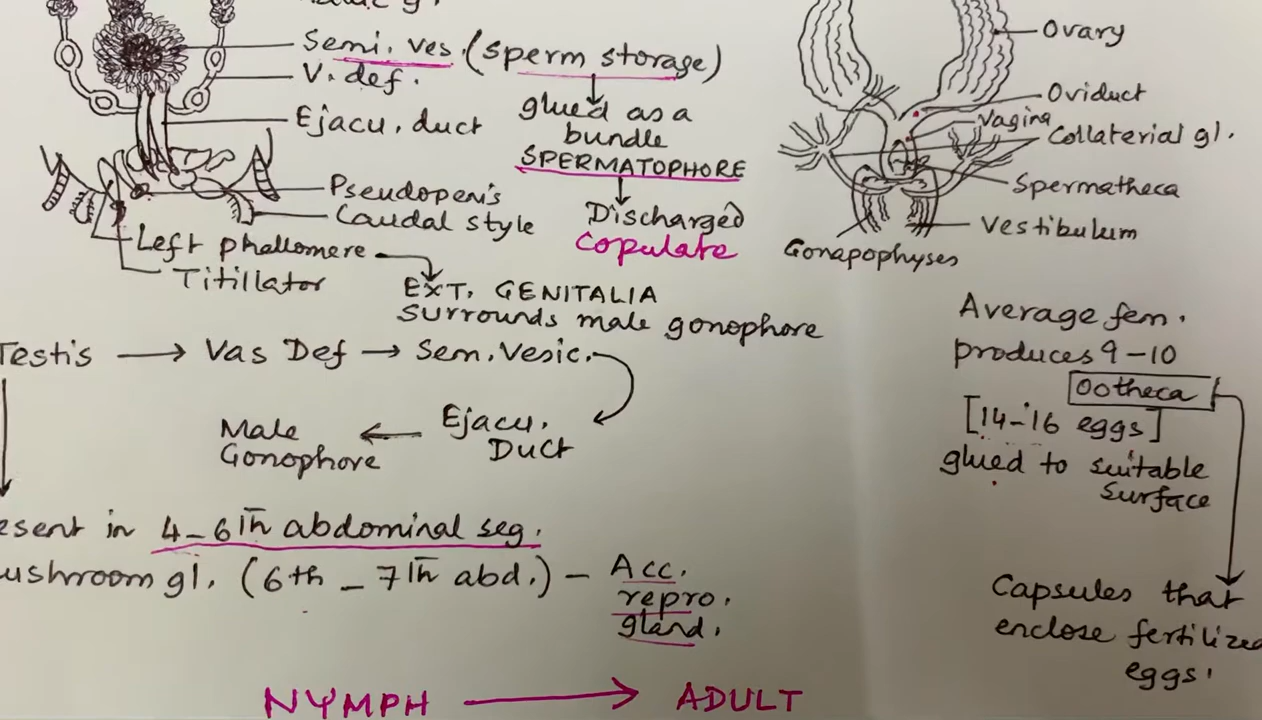 Semi. ves. (sperm storage)
V. def.
Ejacu. duct
glued as a
bundle
SPERMATOPHORE
Discharged
copulate
Pseudopenis
Caudal style
Left phallomere
Titillator
EXT. GENITALIA
surrounds male gonophore
Testis → Vas Def → Sem. Vesic.
Ejacu.
Duct
← Male
Gonophore
esent in 4-6th abdominal seg.
ushroom gl. (6th - 7th abd.) - Acc.
repro.
gland.
NYMPH → ADULT
Ovary
Oviduct
Vagina
Collaterial gl.
Spermatheca
Vestibulum
Gonapophyses
Average fem.
produces 9-10
Ootheca
[14-16 eggs]
glued to suitable
surface
Capsules that
enclose fertilized
eggs.